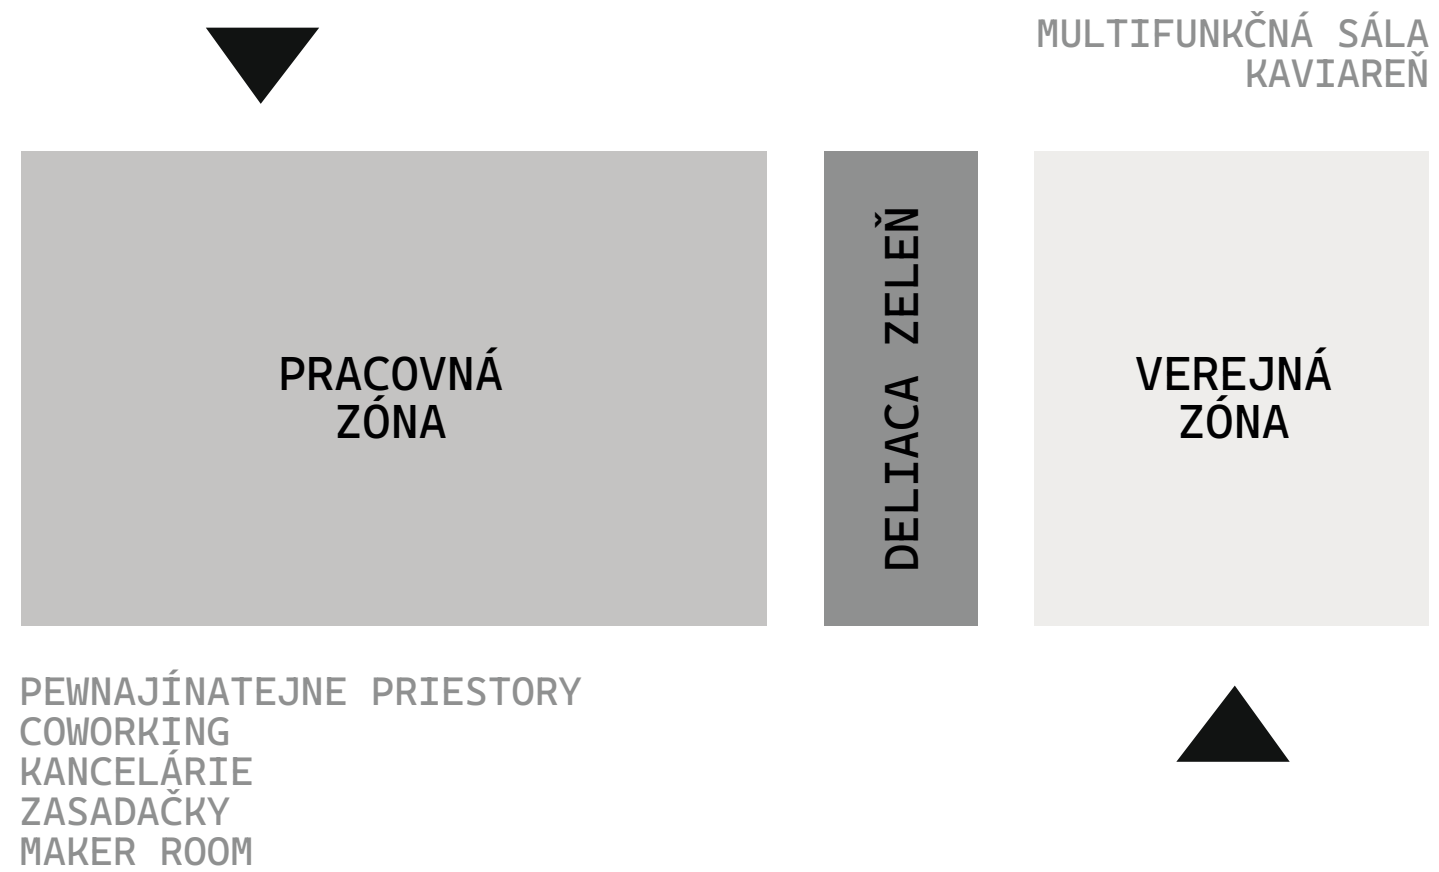 MULTIFUNKČNÁ SÁLA
KAVIAREŇ
PRACOVNÁ
ZÓNA
DELIACA ZELEŇ
VEREJNÁ
ZÓNA
PEWNAJÍNATEJNE PRIESTORY
COWORKING
KANCELÁRIE
ZASADAČKY
MAKER ROOM